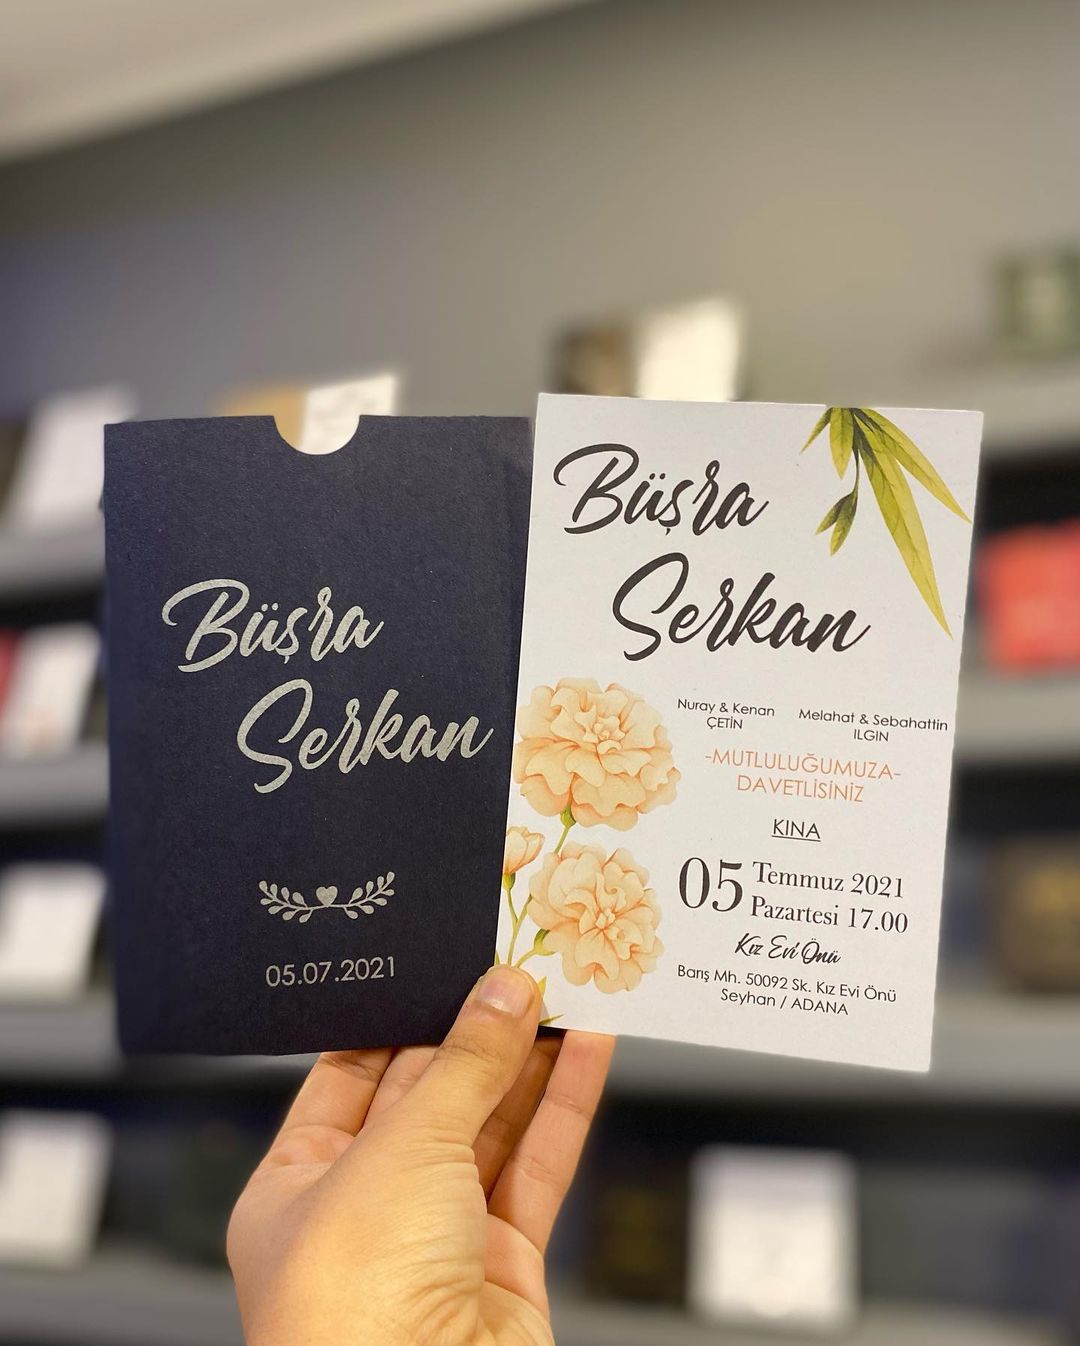 Büşra
Serkan
05.07.2021
Büşra
Serkan
Nuray & Kenan
ÇETİN
Melahat & Sebahattin
ILGIN
-MUTLULUĞUMUZA-
DAVETLİSİNİZ
KINA
05 Temmuz 2021
Pazartesi 17.00
Kız Evi Önü
Barış Mh. 50092 Sk. Kız Evi Önü
Seyhan / ADANA